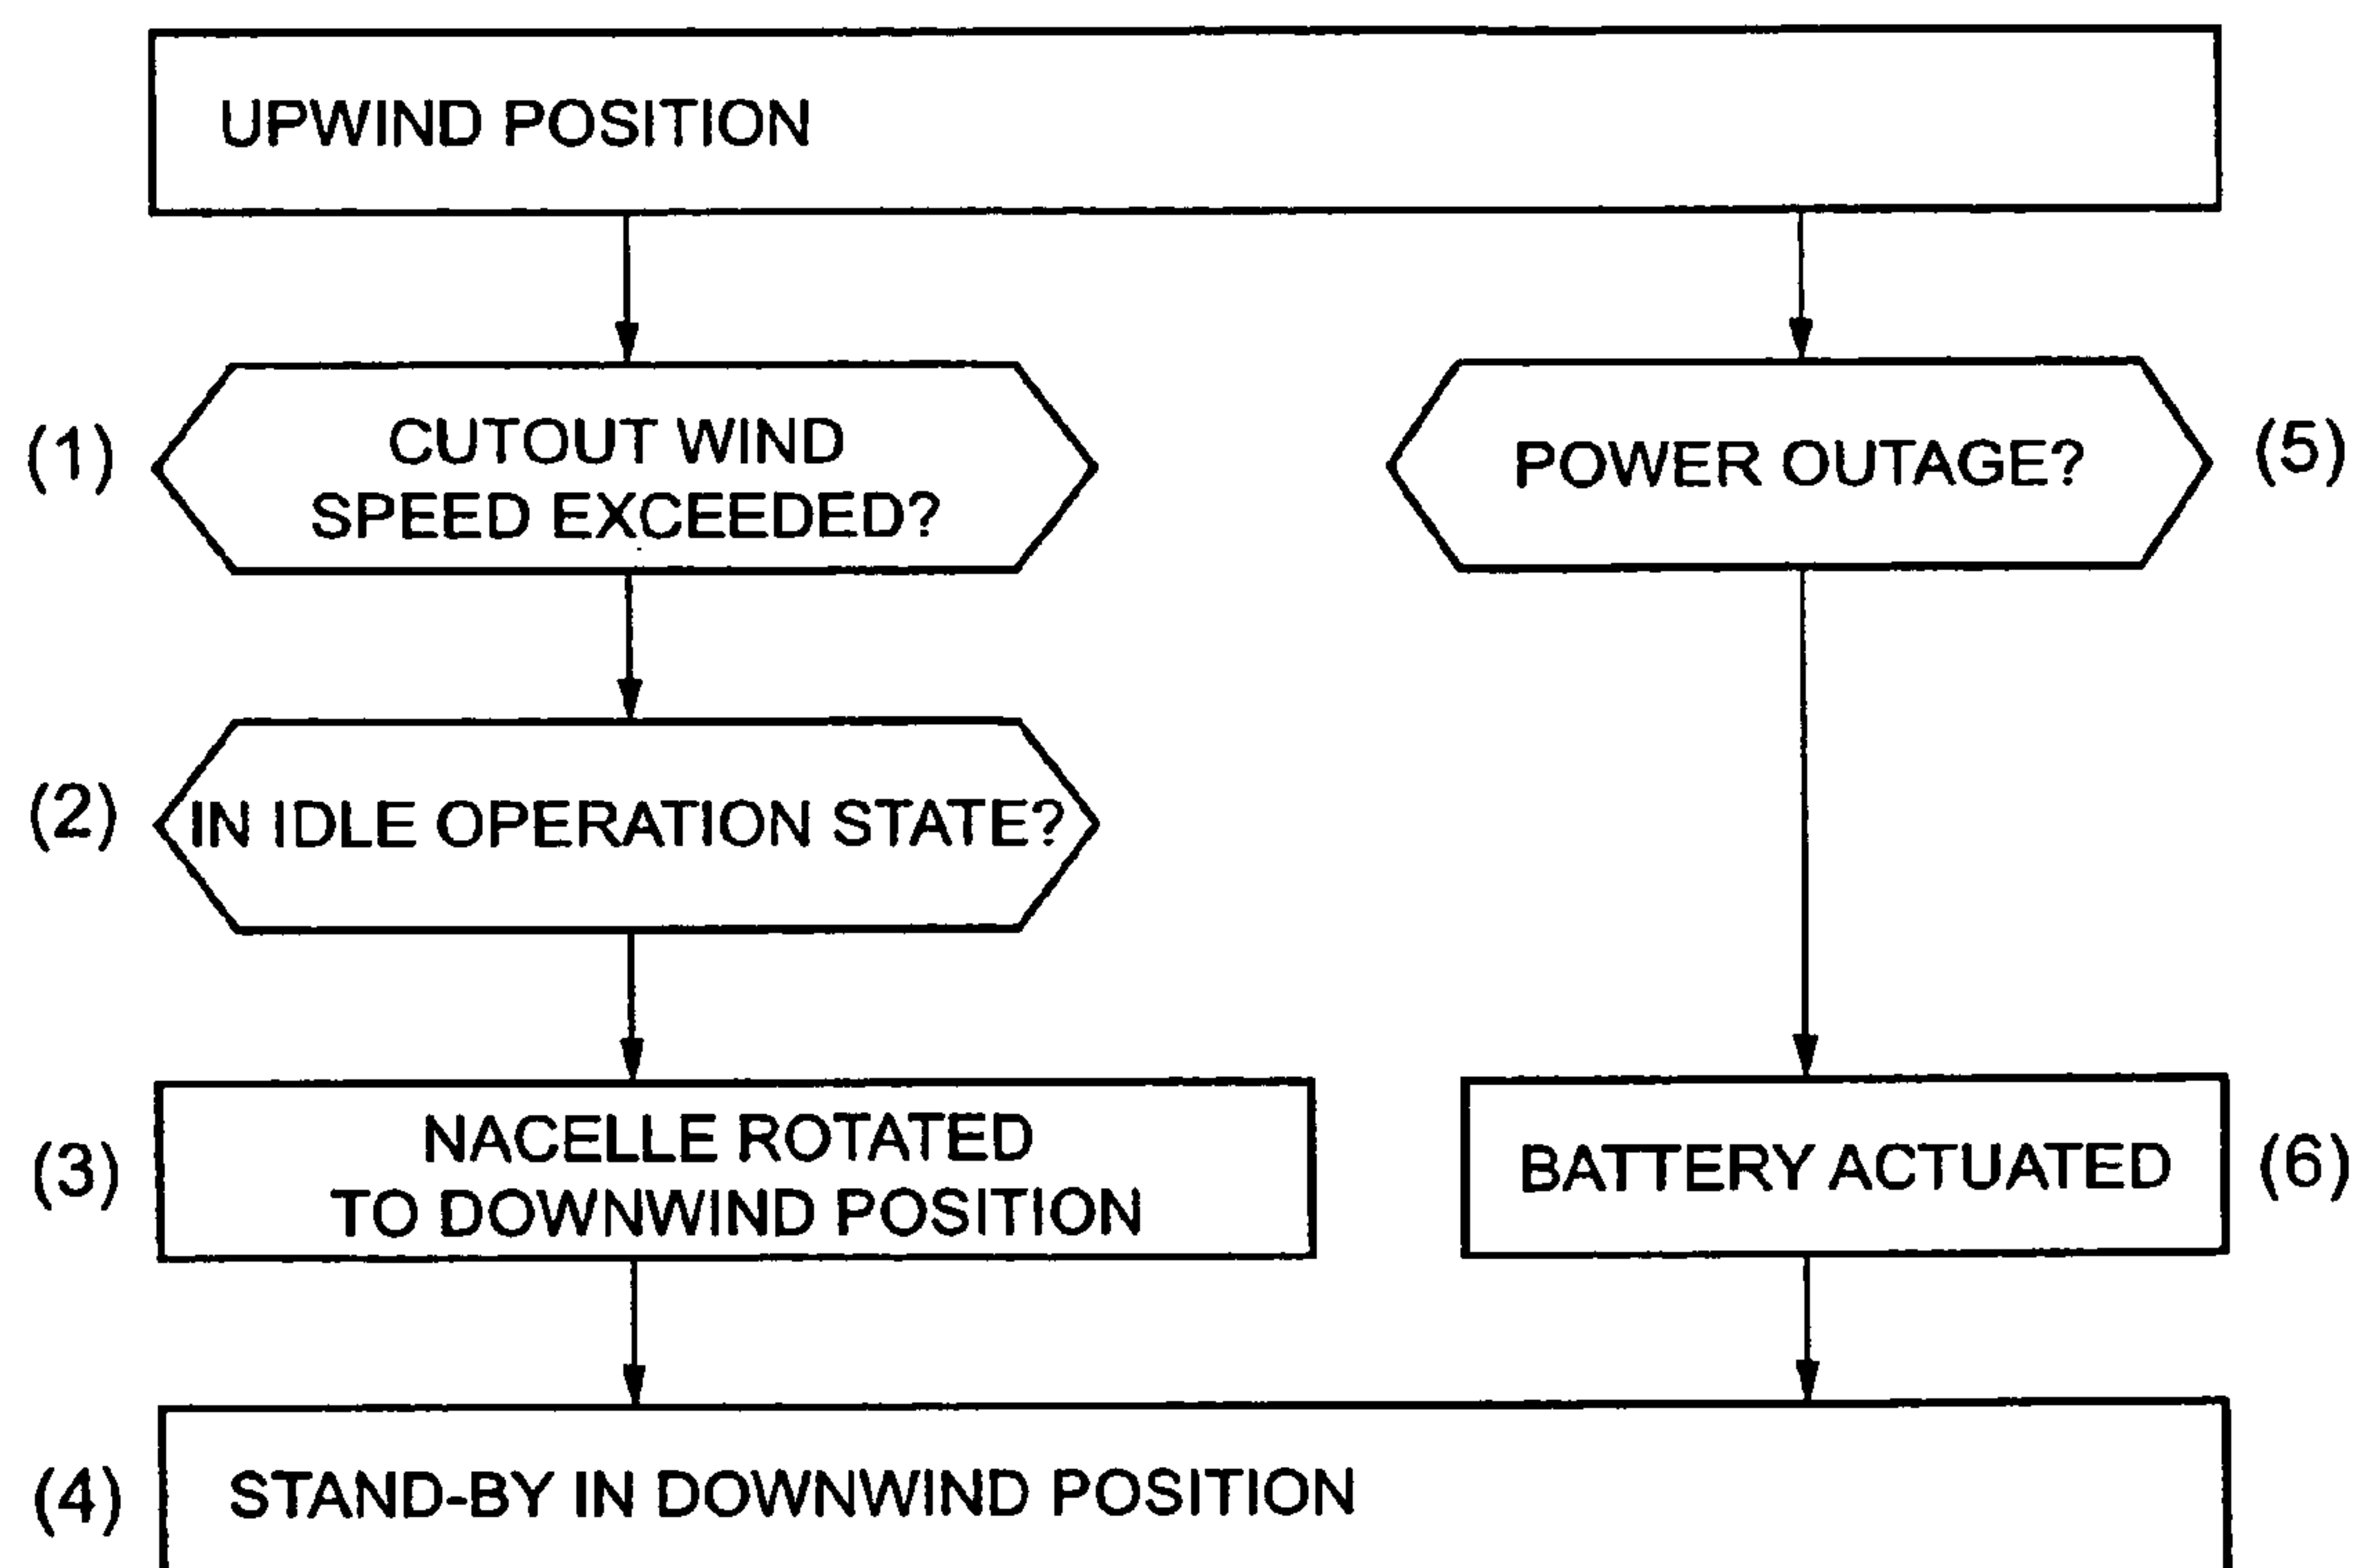 UPWIND POSITION
(1)
CUTOUT WIND
SPEED EXCEEDED?
POWER OUTAGE?
(5)
(2)
IN IDLE OPERATION STATE?
(3)
NACELLE ROTATED
TO DOWNWIND POSITION
BATTERY ACTUATED
(6)
(4)
STAND-BY IN DOWNWIND POSITION